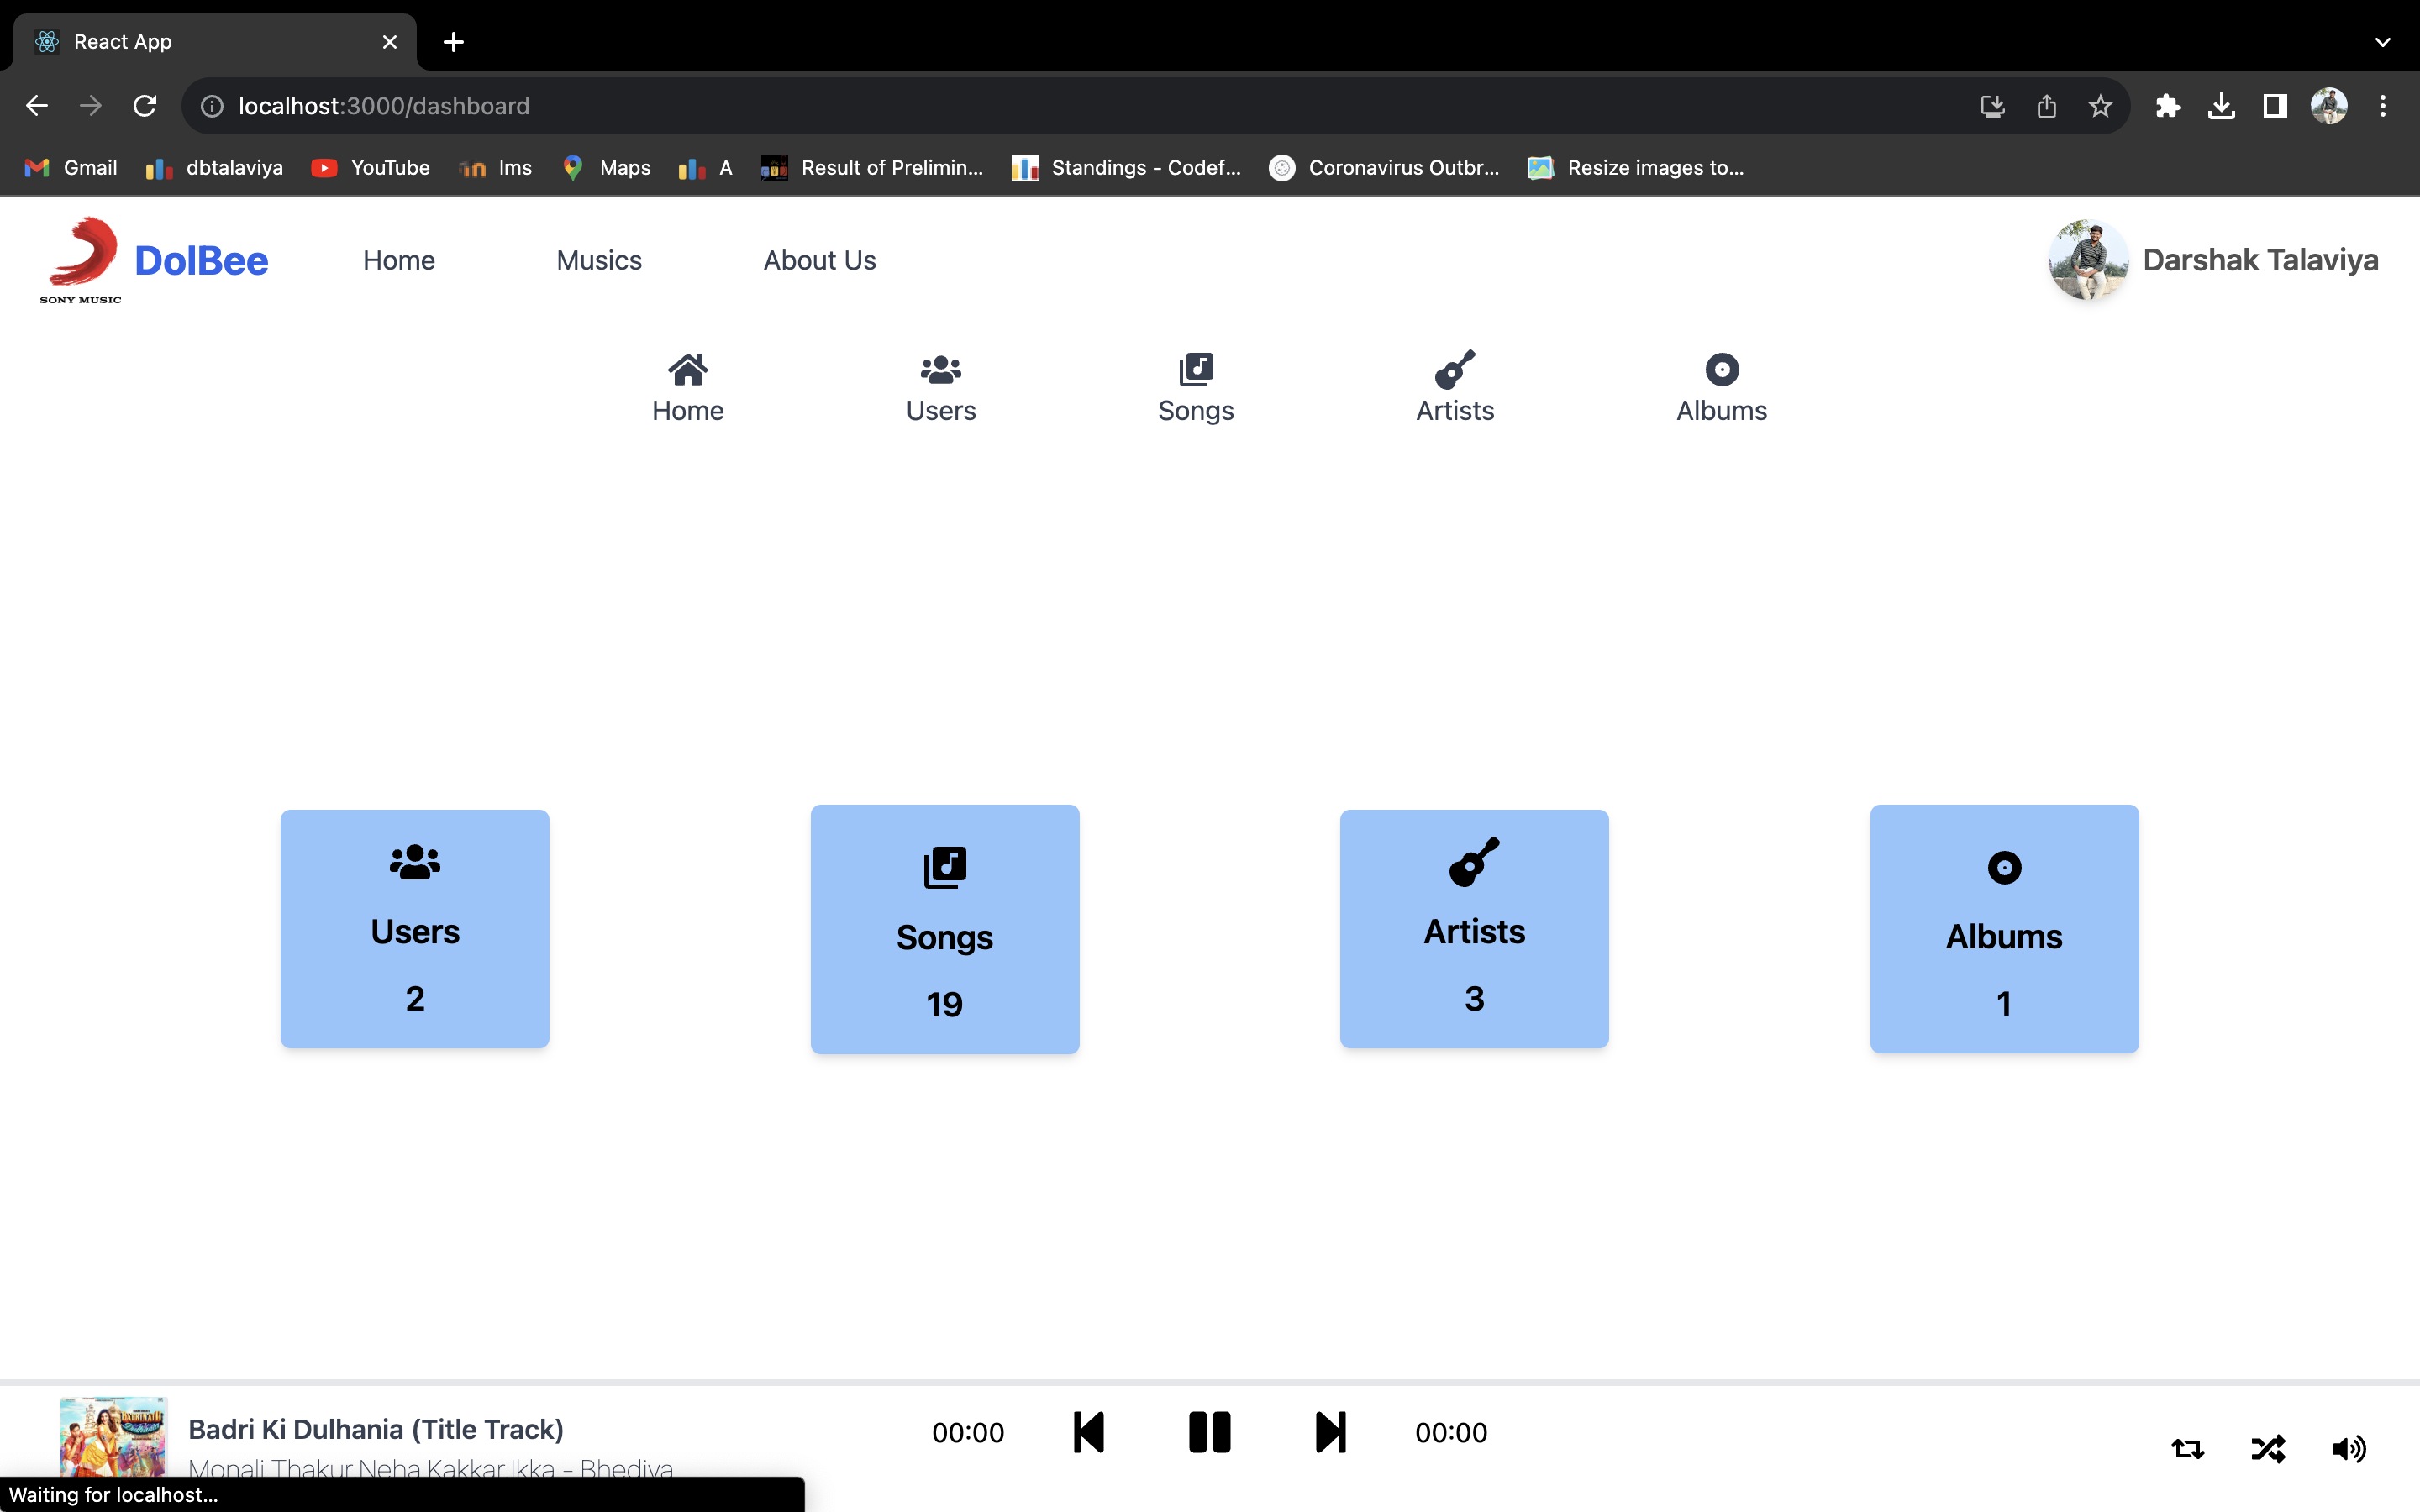 React App
localhost:3000/dashboard
Gmail dbtalaviya YouTube lms Maps A Result of Prelimin... Standings - Codef... Coronavirus Outbr... Resize images to...
SONY MUSIC
DolBee Home Musics About Us Darshak Talaviya
Home Users Songs Artists Albums
Users
2
Songs
19
Artists
3
Albums
1
Badri Ki Dulhania (Title Track)
Monali Thakur,Neha Kakkar,Ikka - Bhediya
00:00 00:00
Waiting for localhost...